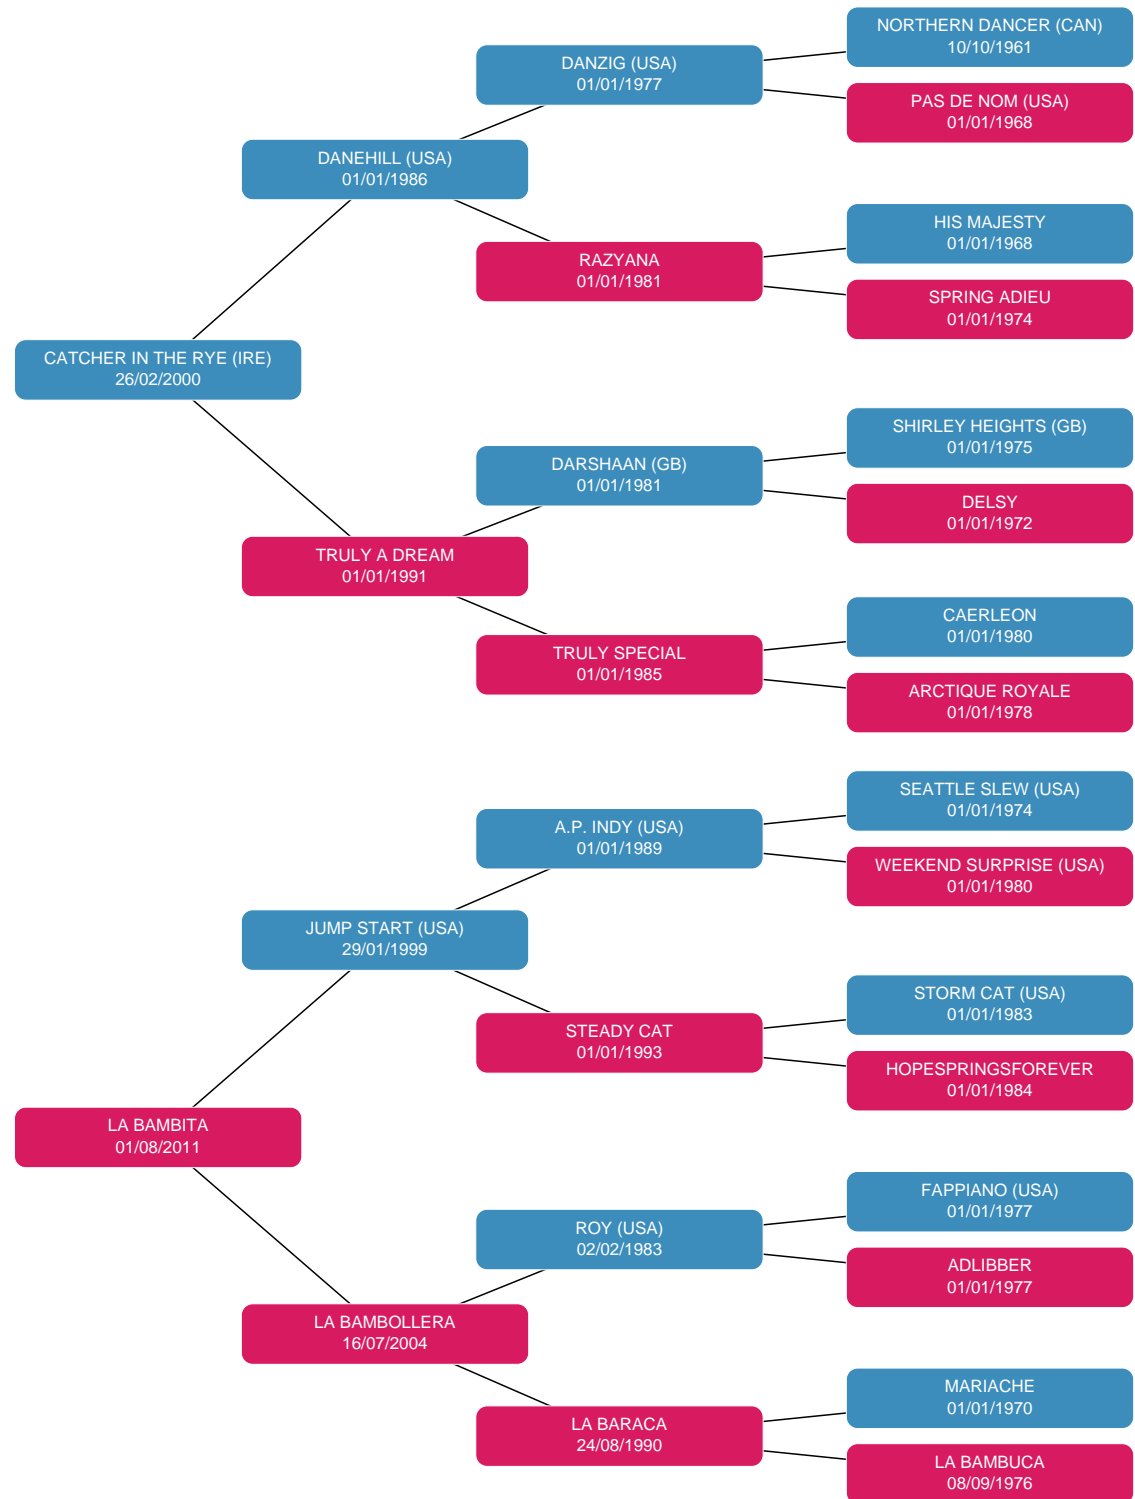 NORTHERN DANCER (CAN)
10/10/1961
DANZIG (USA)
01/01/1977
PAS DE NOM (USA)
01/01/1968
DANEHILL (USA)
01/01/1986
HIS MAJESTY
01/01/1968
RAZYANA
01/01/1981
SPRING ADIEU
01/01/1974
CATCHER IN THE RYE (IRE)
26/02/2000
SHIRLEY HEIGHTS (GB)
01/01/1975
DARSHAAN (GB)
01/01/1981
DELSY
01/01/1972
TRULY A DREAM
01/01/1991
CAERLEON
01/01/1980
TRULY SPECIAL
01/01/1985
ARCTIQUE ROYALE
01/01/1978
SEATTLE SLEW (USA)
01/01/1974
A.P. INDY (USA)
01/01/1989
WEEKEND SURPRISE (USA)
01/01/1980
JUMP START (USA)
29/01/1999
STORM CAT (USA)
01/01/1983
STEADY CAT
01/01/1993
HOPESPRINGSFOREVER
01/01/1984
LA BAMBITA
01/08/2011
FAPPIANO (USA)
01/01/1977
ROY (USA)
02/02/1983
ADLIBBER
01/01/1977
LA BAMBOLLERA
16/07/2004
MARIACHE
01/01/1970
LA BARACA
24/08/1990
LA BAMBUCA
08/09/1976